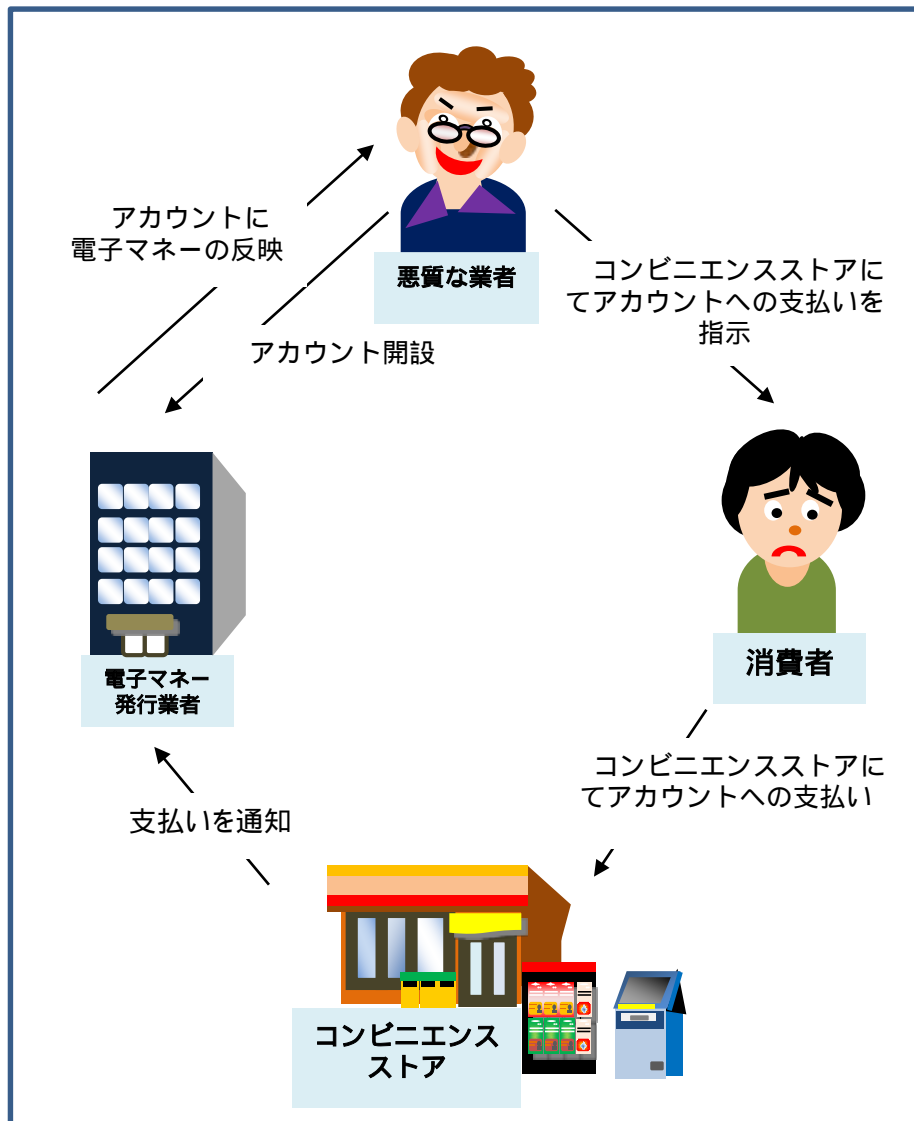 アカウントに
電子マネーの反映
悪質な業者
コンビニエンスストアに
てアカウントへの支払いを
指示
アカウント開設
電子マネー
発行業者
消費者
コンビニエンスストアに
てアカウントへの支払い
支払いを通知
コンビニエンス
ストア